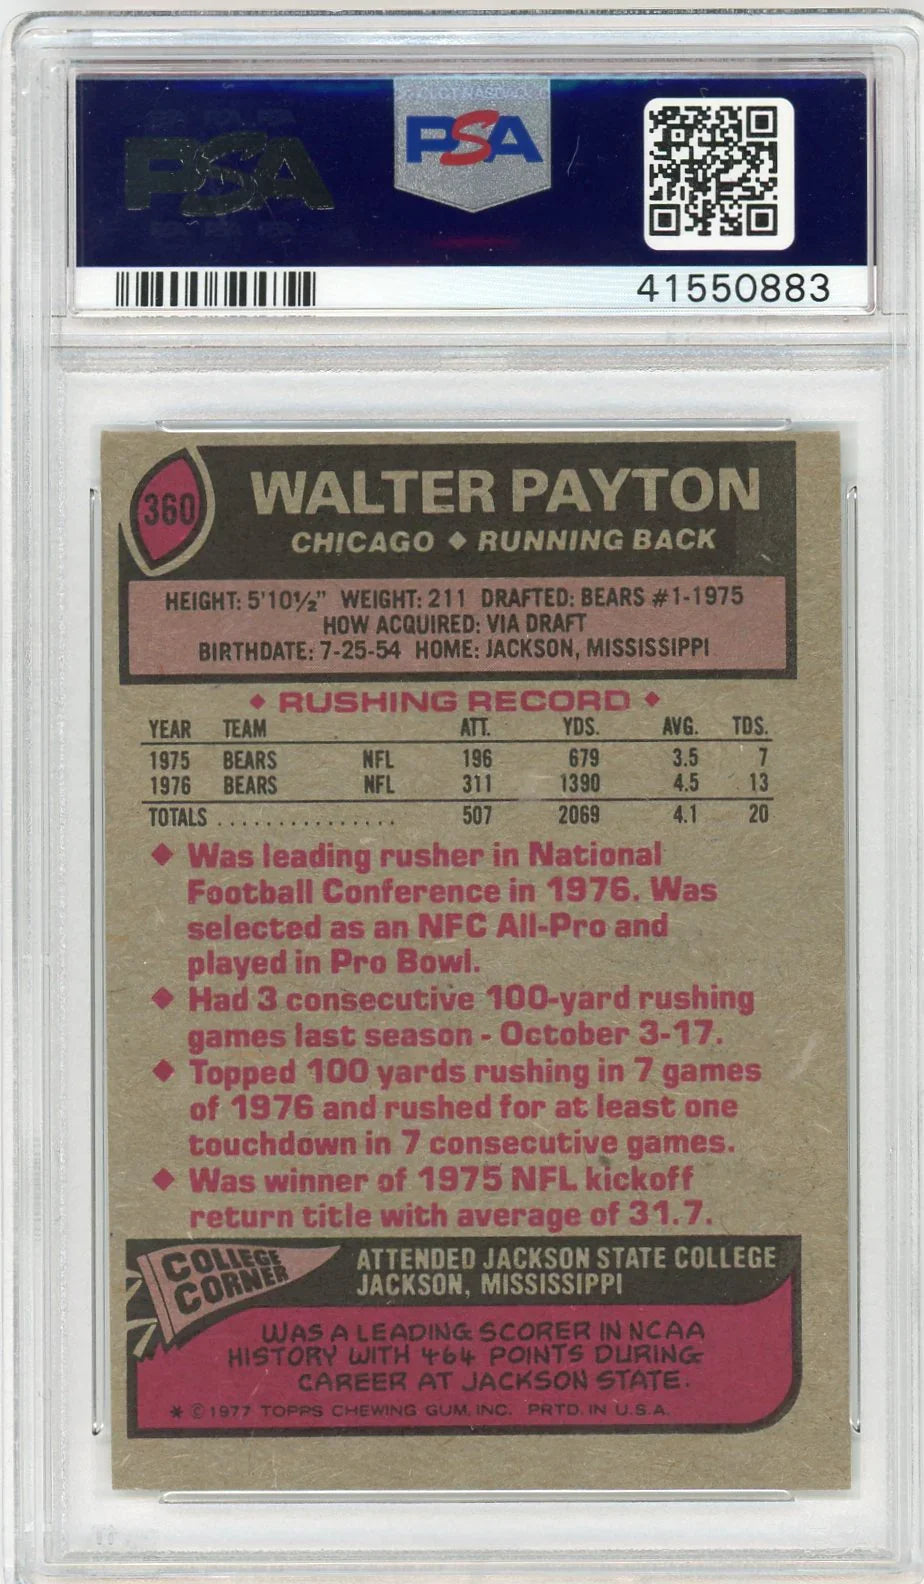 PSA
PSA
41550883
360
WALTER PAYTON
CHICAGO ♦ RUNNING BACK
HEIGHT: 5'10½" WEIGHT: 211 DRAFTED: BEARS #1-1975
HOW ACQUIRED: VIA DRAFT
BIRTHDATE: 7-25-54 HOME: JACKSON, MISSISSIPPI
♦ RUSHING RECORD ♦
YEAR TEAM ATT. YDS. AVG. TDS.
1975 BEARS NFL 196 679 3.5 7
1976 BEARS NFL 311 1390 4.5 13
TOTALS ............... 507 2069 4.1 20
♦ Was leading rusher in National
Football Conference in 1976. Was
selected as an NFC All-Pro and
played in Pro Bowl.
♦ Had 3 consecutive 100-yard rushing
games last season - October 3-17.
♦ Topped 100 yards rushing in 7 games
of 1976 and rushed for at least one
touchdown in 7 consecutive games.
♦ Was winner of 1975 NFL kickoff
return title with average of 31.7.
COLLEGE
CORNER
ATTENDED JACKSON STATE COLLEGE
JACKSON, MISSISSIPPI
WAS A LEADING SCORER IN NCAA
HISTORY WITH 464 POINTS DURING
CAREER AT JACKSON STATE.
* © 1977 TOPPS CHEWING GUM, INC. PRTD. IN U.S.A.